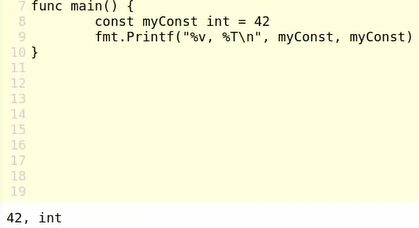 7 func main() {
8 const myConst int = 42
9 fmt.Printf("%v, %T\n", myConst, myConst)
10 }
11
12
13
14
15
16
17
18
19
42, int